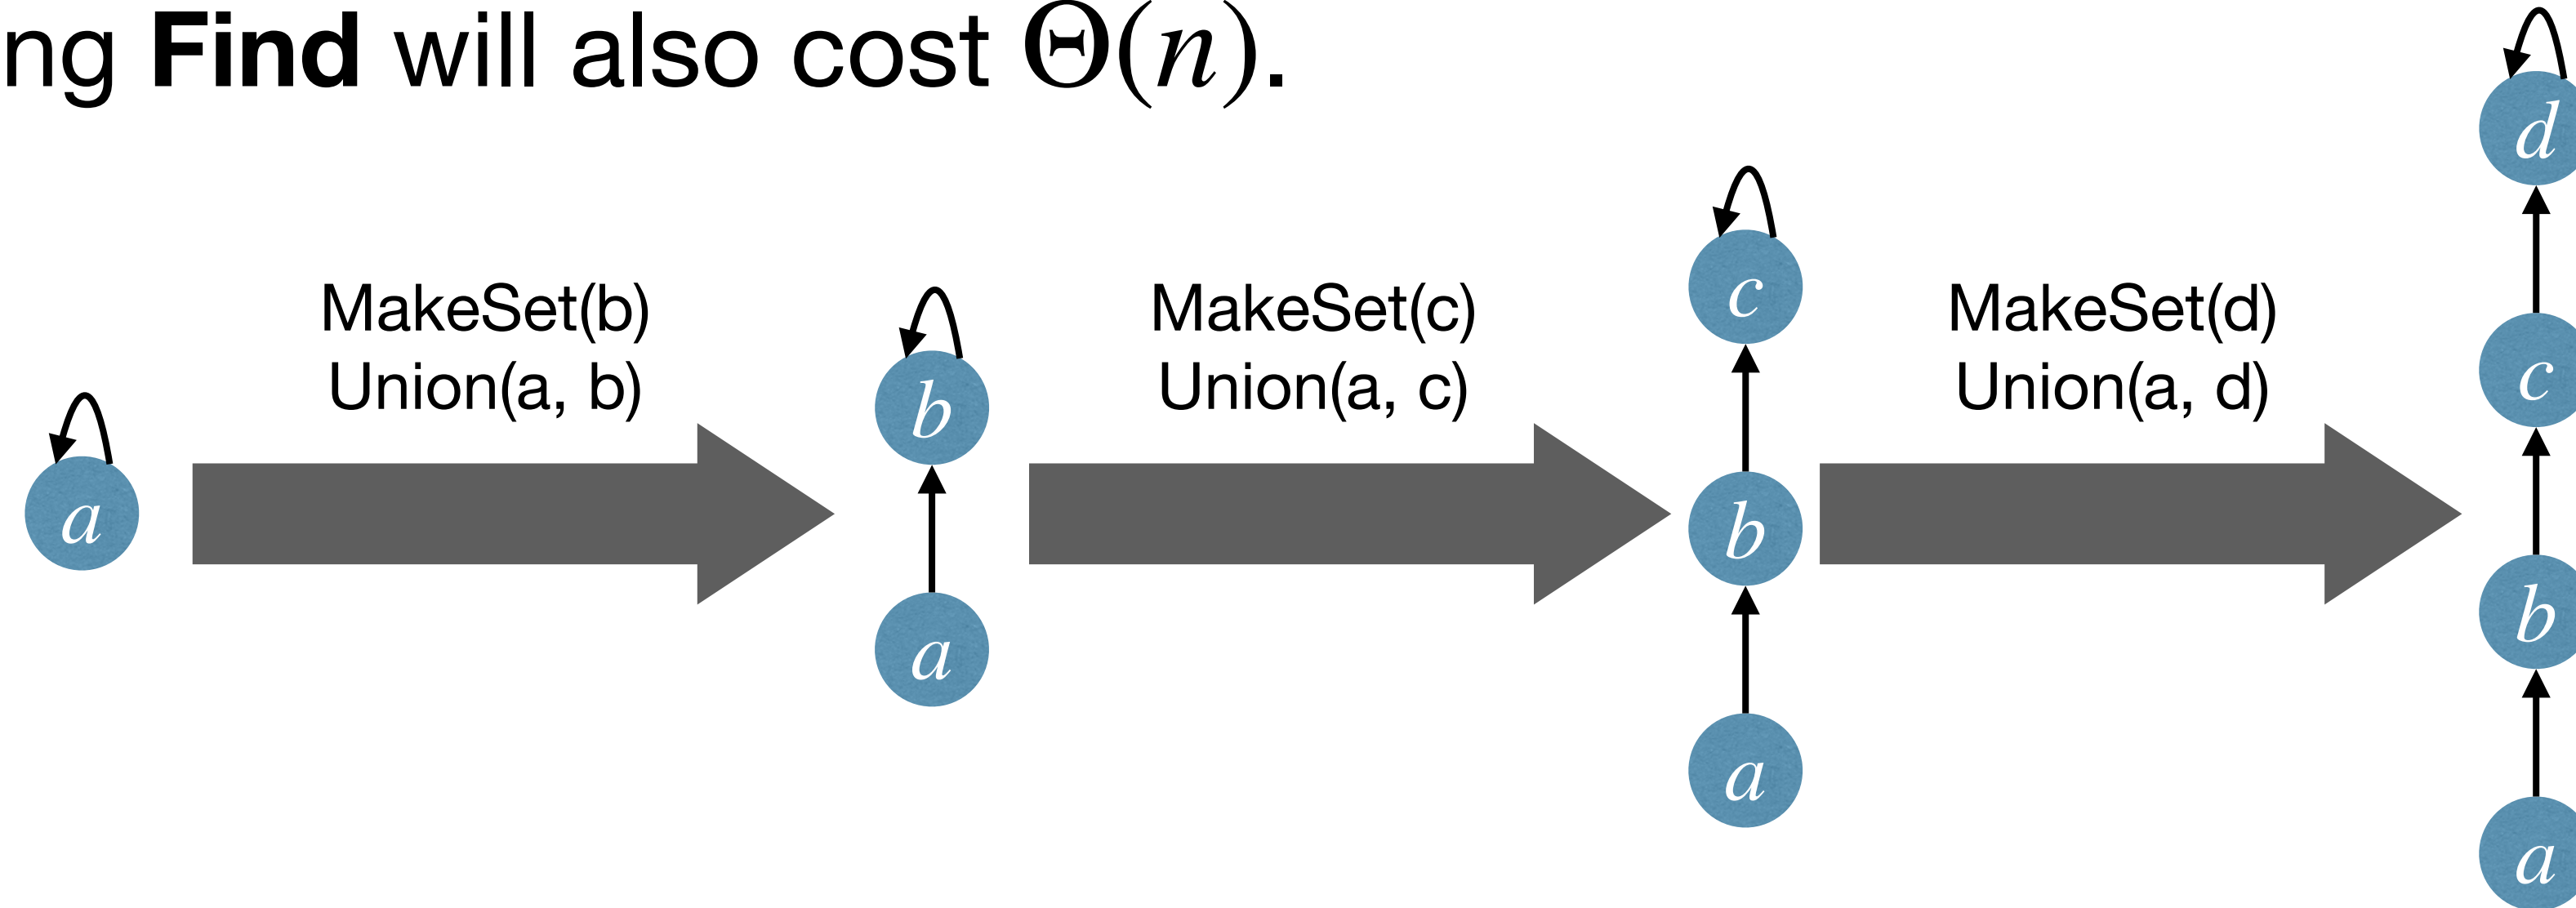 ng Find will also cost Θ(n).
MakeSet(b)
Union(a, b)
MakeSet(c)
Union(a, c)
MakeSet(d)
Union(a, d)
a
b
a
c
b
a
d
c
b
a